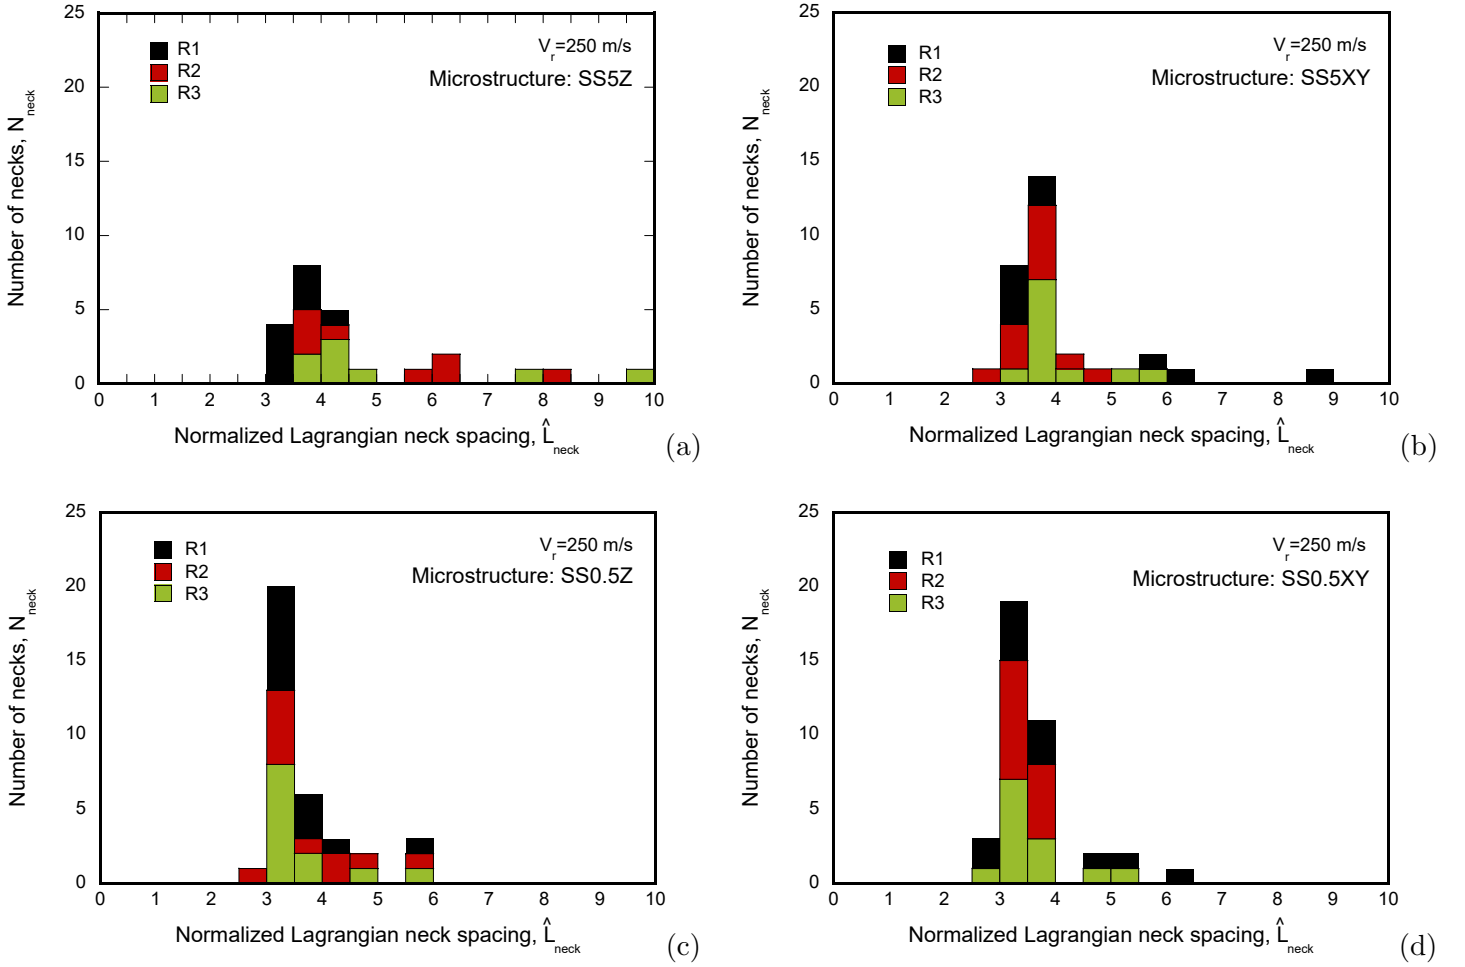 25
20
15
10
5
0
Number of necks, N_neck
R1
R2
R3
V_r=250 m/s
Microstructure: SS5Z
0 1 2 3 4 5 6 7 8 9 10
Normalized Lagrangian neck spacing, L̂_neck
(a)
25
20
15
10
5
0
Number of necks, N_neck
R1
R2
R3
V_r=250 m/s
Microstructure: SS5XY
0 1 2 3 4 5 6 7 8 9 10
Normalized Lagrangian neck spacing, L̂_neck
(b)
25
20
15
10
5
0
Number of necks, N_neck
R1
R2
R3
V_r=250 m/s
Microstructure: SS0.5Z
0 1 2 3 4 5 6 7 8 9 10
Normalized Lagrangian neck spacing, L̂_neck
(c)
25
20
15
10
5
0
Number of necks, N_neck
R1
R2
R3
V_r=250 m/s
Microstructure: SS0.5XY
0 1 2 3 4 5 6 7 8 9 10
Normalized Lagrangian neck spacing, L̂_neck
(d)